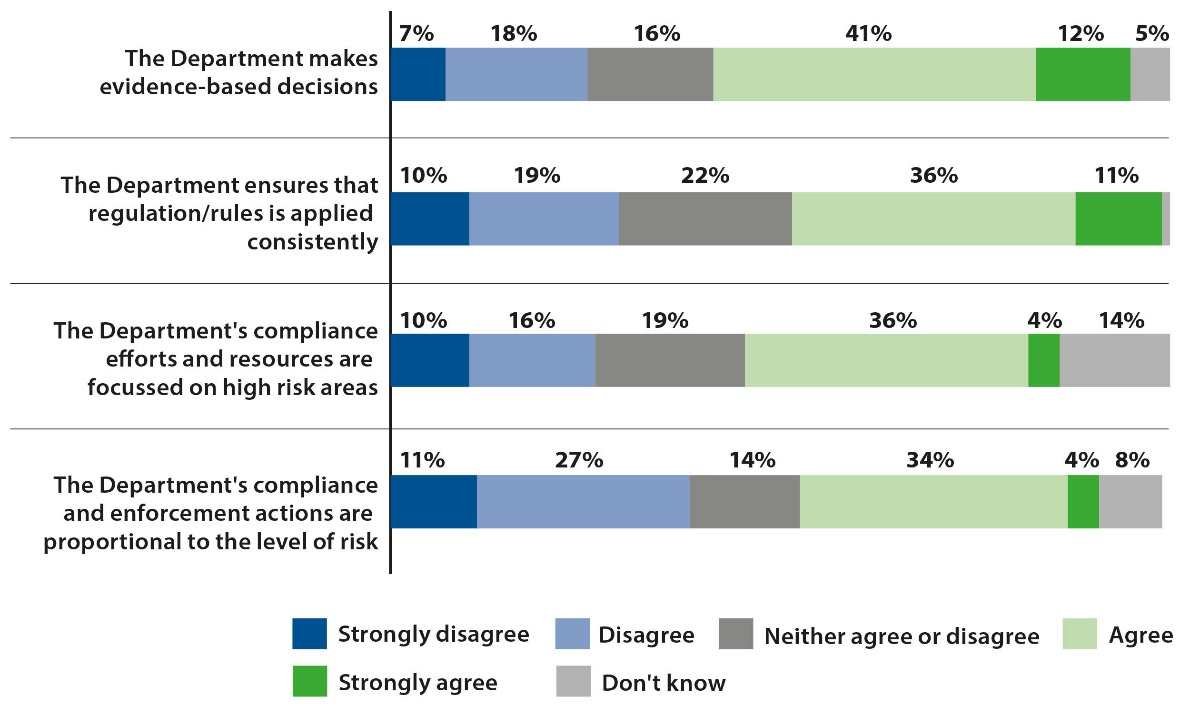 7% 18% 16% 41% 12% 5%
The Department makes
evidence-based decisions
10% 19% 22% 36% 11%
The Department ensures that
regulation/rules is applied
consistently
10% 16% 19% 36% 4% 14%
The Department's compliance
efforts and resources are
focussed on high risk areas
11% 27% 14% 34% 4% 8%
The Department's compliance
and enforcement actions are
proportional to the level of risk
Strongly disagree Disagree Neither agree or disagree Agree
Strongly agree Don't know